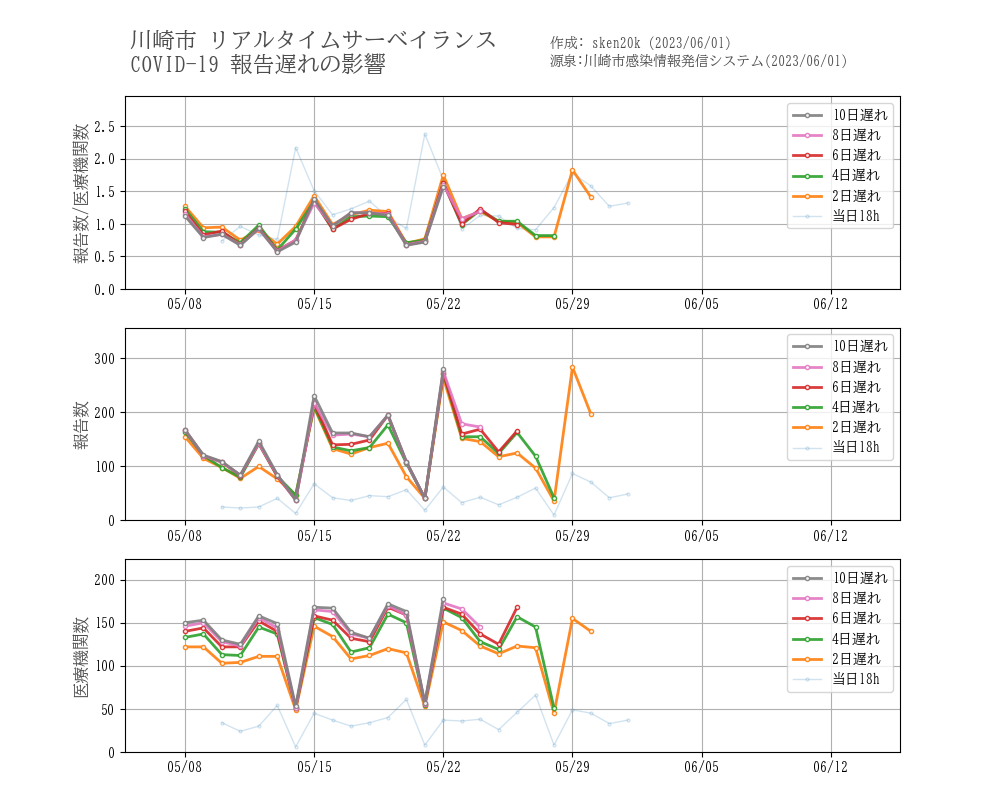 川崎市 リアルタイムサーベイランス
COVID-19 報告遅れの影響
作成: sken20k (2023/06/01)
源泉:川崎市感染情報発信システム(2023/06/01)
報告数/医療機関数
2.5
2.0
1.5
1.0
0.5
0.0
10日遅れ
8日遅れ
6日遅れ
4日遅れ
2日遅れ
当日18h
05/08 05/15 05/22 05/29 06/05 06/12
報告数
300
200
100
0
10日遅れ
8日遅れ
6日遅れ
4日遅れ
2日遅れ
当日18h
05/08 05/15 05/22 05/29 06/05 06/12
医療機関数
200
150
100
50
0
10日遅れ
8日遅れ
6日遅れ
4日遅れ
2日遅れ
当日18h
05/08 05/15 05/22 05/29 06/05 06/12